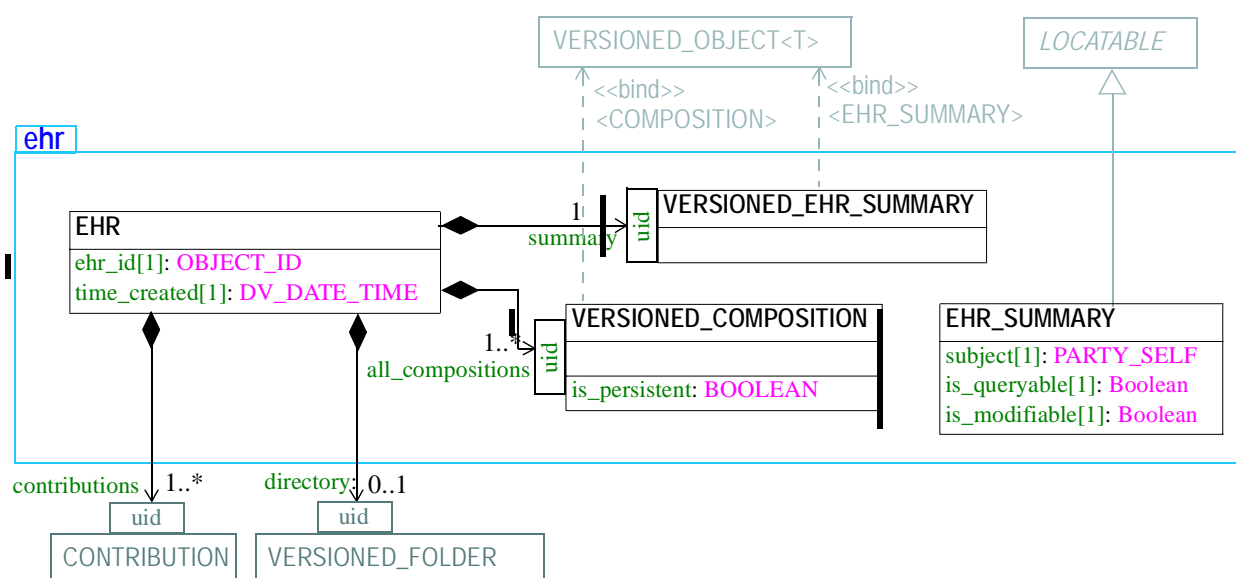 VERSIONED_OBJECT<T>
LOCATABLE
<<bind>>
<COMPOSITION>
<<bind>>
<EHR_SUMMARY>
ehr
EHR
ehr_id[1]: OBJECT_ID
time_created[1]: DV_DATE_TIME
1
summary
uid
VERSIONED_EHR_SUMMARY
1..*
all_compositions
uid
VERSIONED_COMPOSITION
is_persistent: BOOLEAN
EHR_SUMMARY
subject[1]: PARTY_SELF
is_queryable[1]: Boolean
is_modifiable[1]: Boolean
contributions
1..*
directory:
0..1
uid
CONTRIBUTION
uid
VERSIONED_FOLDER